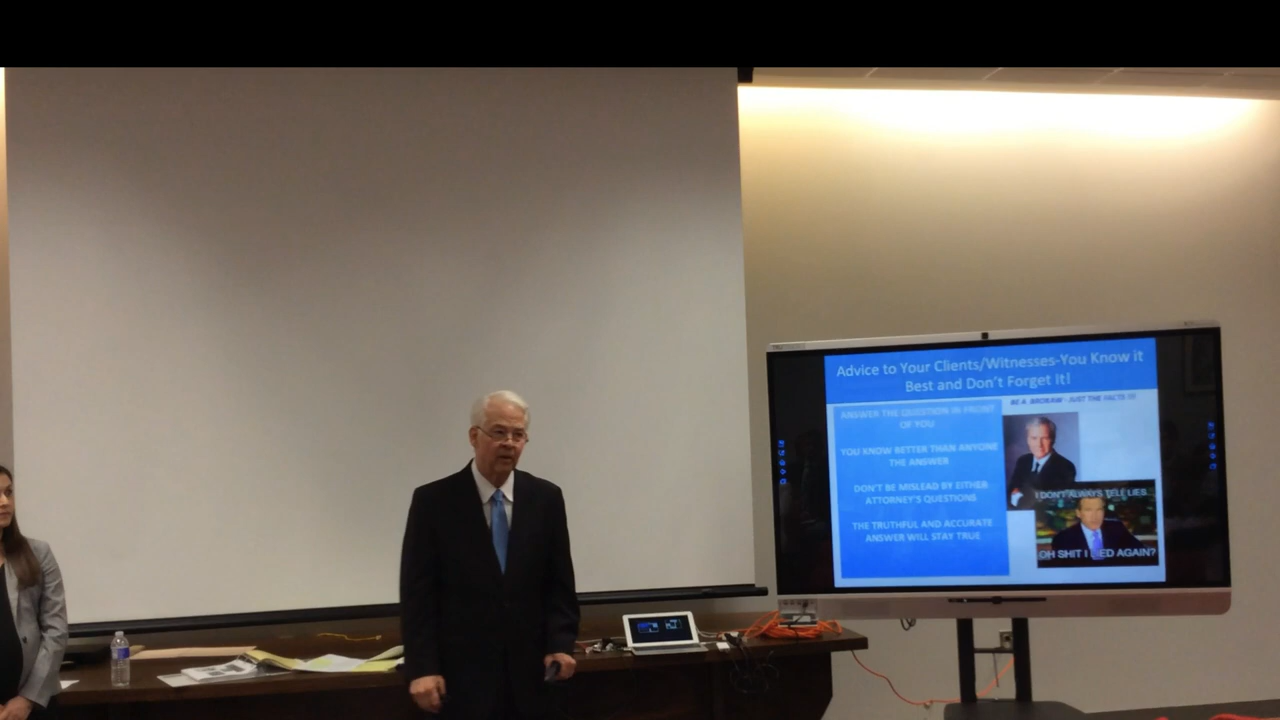 Advice to Your Clients/Witnesses-You Know it
Best and Don't Forget It!
BE A BROKAW - JUST THE FACTS !!!
ANSWER THE QUESTION IN FRONT
OF YOU
YOU KNOW BETTER THAN ANYONE
THE ANSWER
DON'T BE MISLEAD BY EITHER
ATTORNEY'S QUESTIONS
THE TRUTHFUL AND ACCURATE
ANSWER WILL STAY TRUE
I DON'T ALWAYS TELL LIES
OH SHIT I LIED AGAIN?